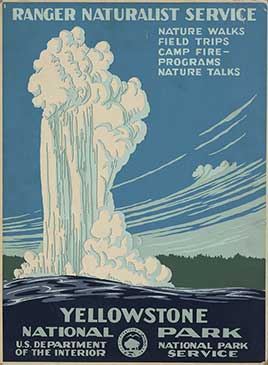 RANGER NATURALIST SERVICE
NATURE WALKS
FIELD TRIPS
CAMP FIRE—
PROGRAMS
NATURE TALKS
YELLOWSTONE
NATIONAL PARK
U.S. DEPARTMENT
OF THE INTERIOR
NATIONAL PARK
SERVICE